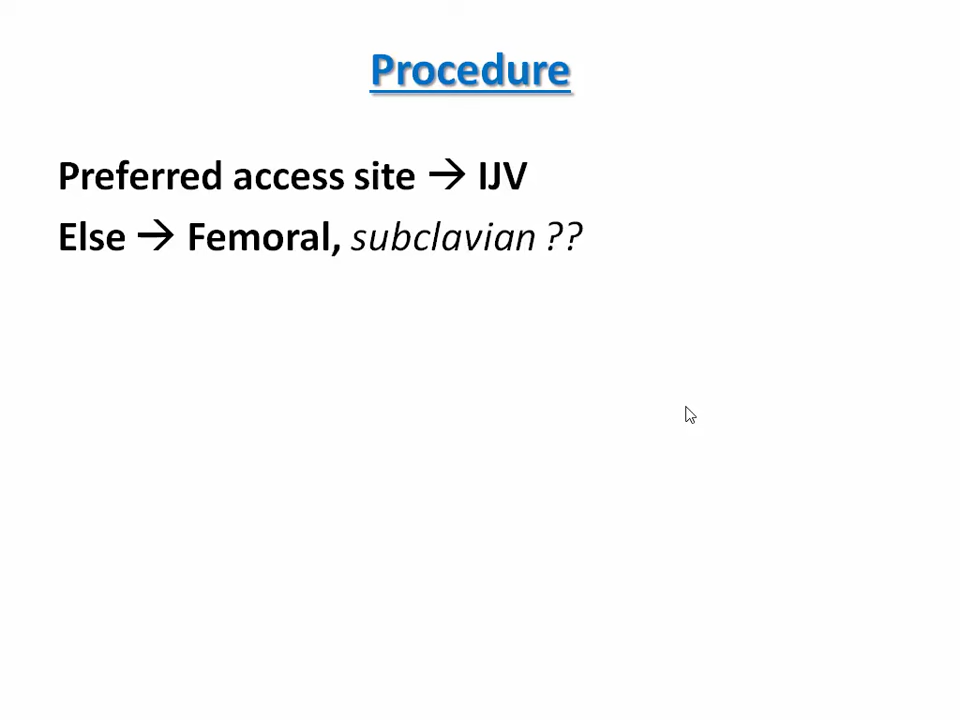 Procedure
Preferred access site → IJV
Else → Femoral, subclavian ??